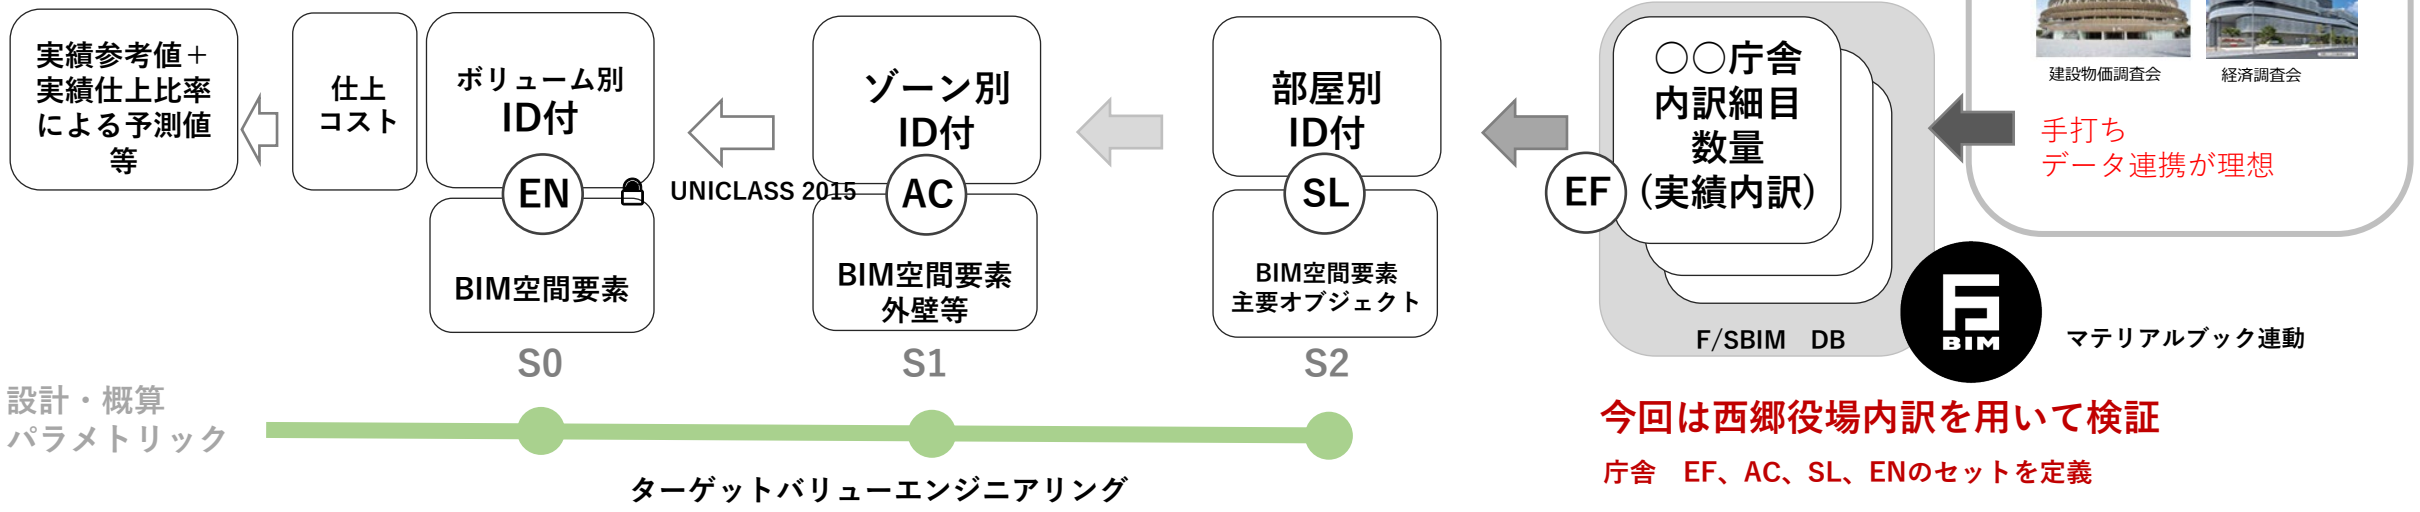 実績参考値＋
実績仕上比率
による予測値
等
仕上
コスト
ボリューム別
ID付
EN
BIM空間要素
UNICLASS 2015
ゾーン別
ID付
AC
BIM空間要素
外壁等
部屋別
ID付
SL
BIM空間要素
主要オブジェクト
○○庁舎
内訳細目
数量
(実績内訳)
EF
F/SBIM　DB
建設物価調査会
経済調査会
手打ち
データ連携が理想
BIM
マテリアルブック連動
S0
S1
S2
設計・概算
パラメトリック
ターゲットバリューエンジニアリング
今回は西郷役場内訳を用いて検証
庁舎　EF、AC、SL、ENのセットを定義